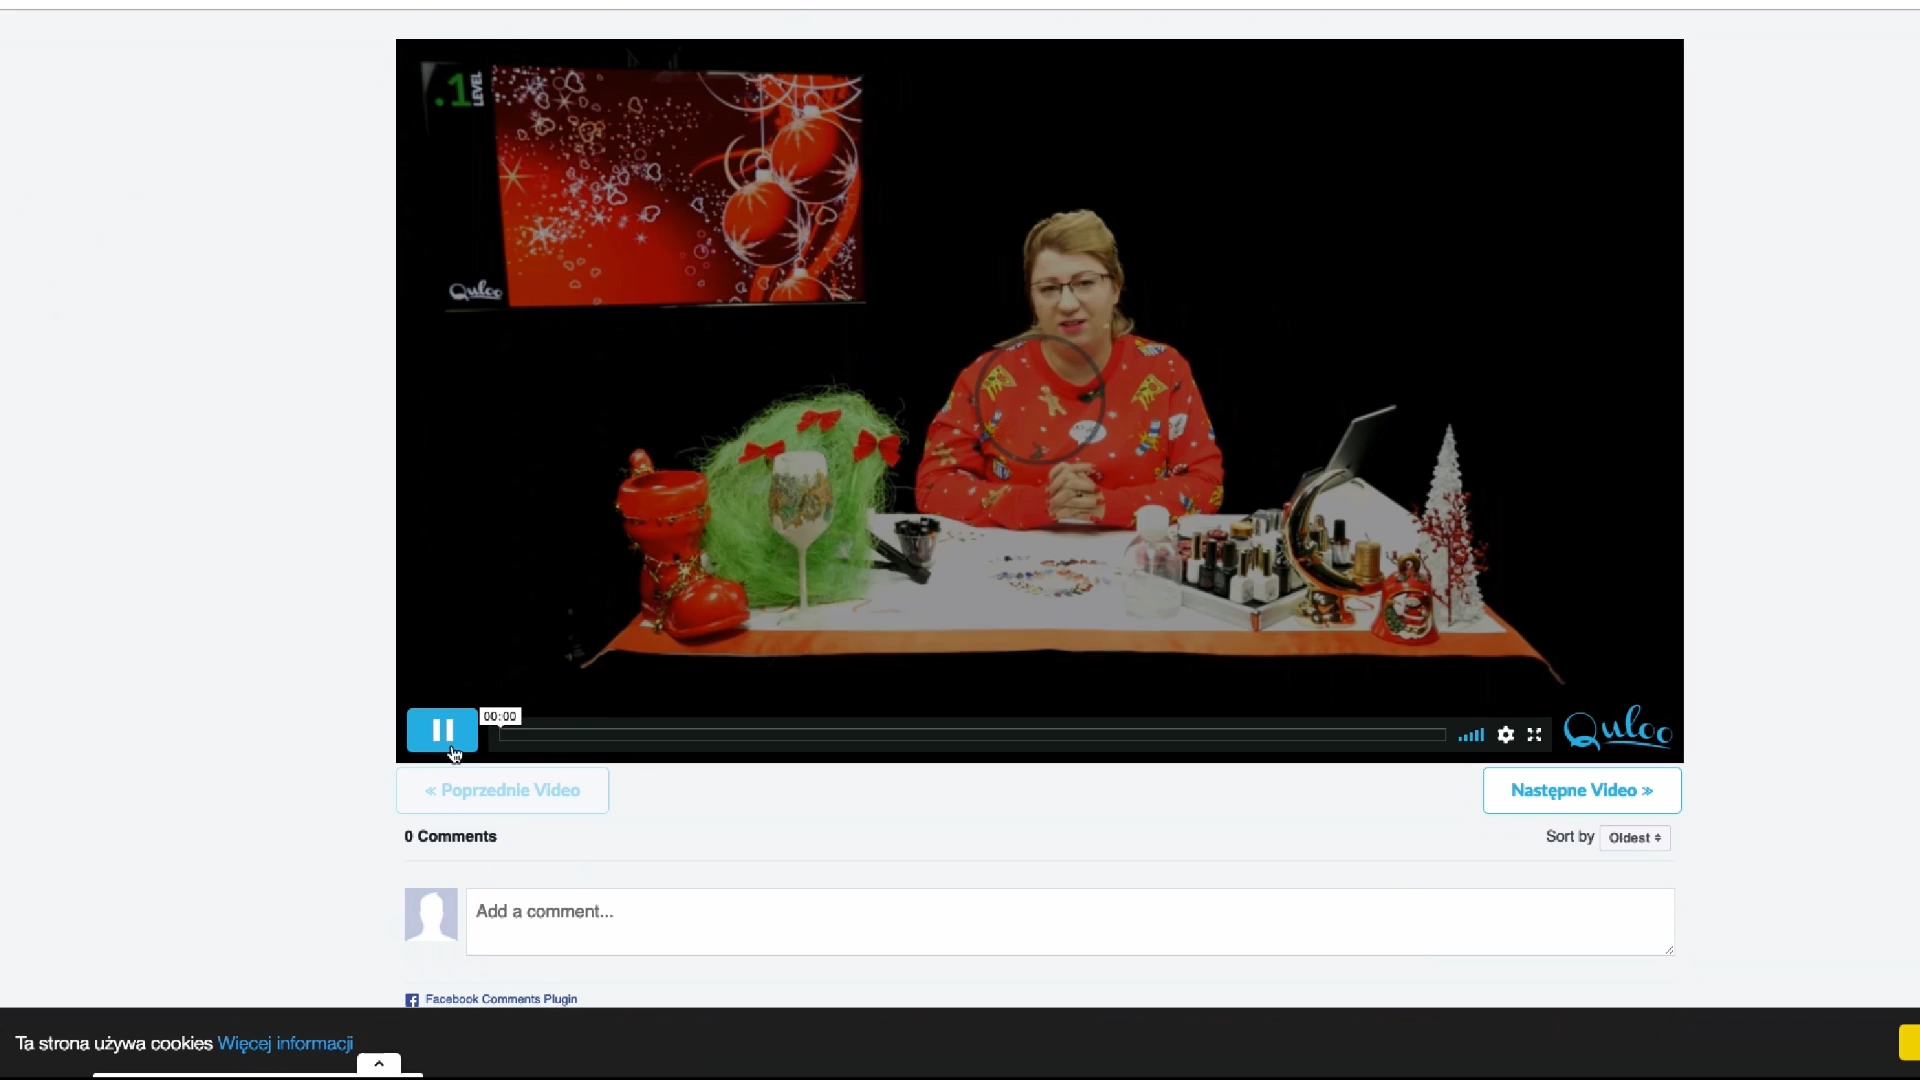 .1
LEVEL
Quloo
00:00
Quloo
« Poprzednie Video
Następne Video »
0 Comments
Sort by
Oldest
Add a comment...
Facebook Comments Plugin
Ta strona używa cookies Więcej informacji